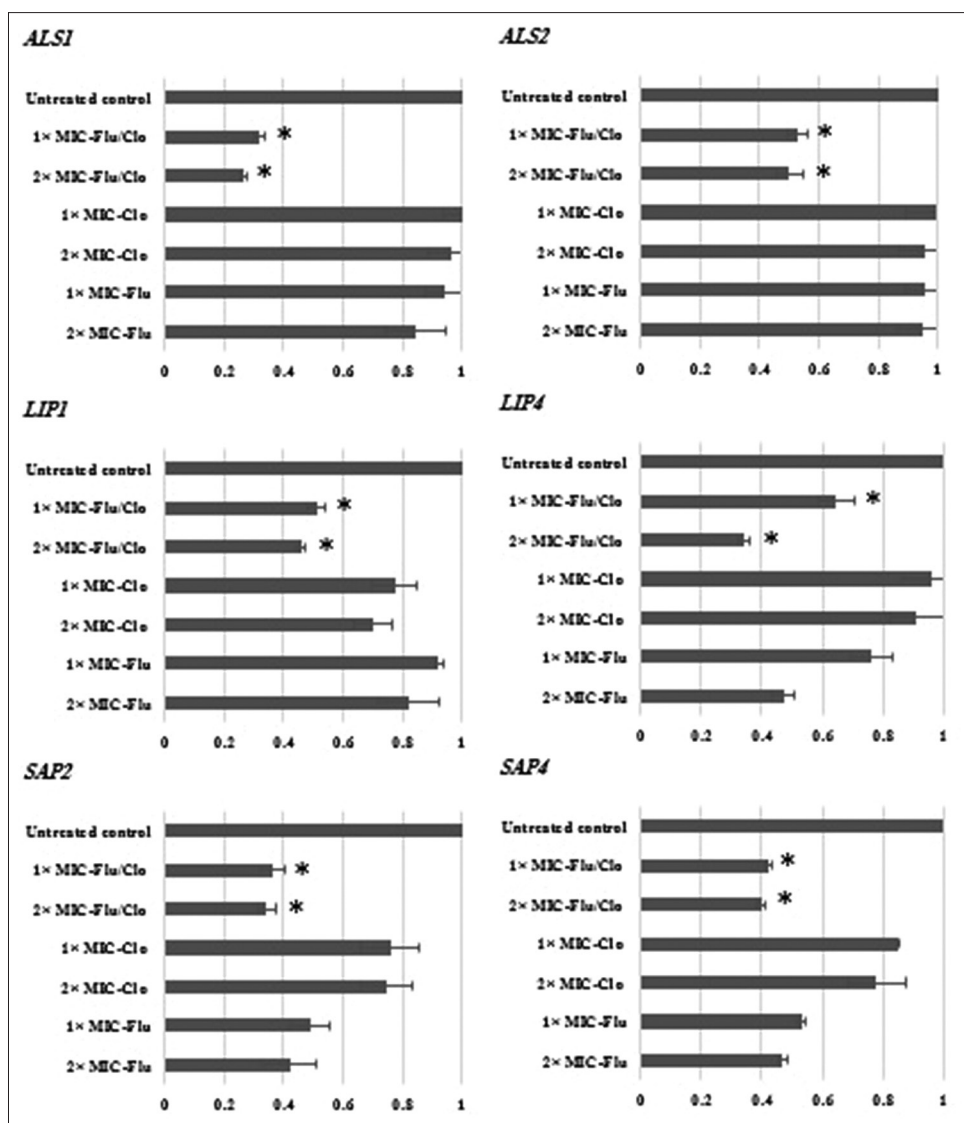 ALS1
Untreated control
1× MIC-Flu/Clo *
2× MIC-Flu/Clo *
1× MIC-Clo
2× MIC-Clo
1× MIC-Flu
2× MIC-Flu
0 0.2 0.4 0.6 0.8 1
ALS2
Untreated control
1× MIC-Flu/Clo *
2× MIC-Flu/Clo *
1× MIC-Clo
2× MIC-Clo
1× MIC-Flu
2× MIC-Flu
0 0.2 0.4 0.6 0.8 1
LIP1
Untreated control
1× MIC-Flu/Clo *
2× MIC-Flu/Clo *
1× MIC-Clo
2× MIC-Clo
1× MIC-Flu
2× MIC-Flu
0 0.2 0.4 0.6 0.8 1
LIP4
Untreated control
1× MIC-Flu/Clo *
2× MIC-Flu/Clo *
1× MIC-Clo
2× MIC-Clo
1× MIC-Flu
2× MIC-Flu
0 0.2 0.4 0.6 0.8 1
SAP2
Untreated control
1× MIC-Flu/Clo *
2× MIC-Flu/Clo *
1× MIC-Clo
2× MIC-Clo
1× MIC-Flu
2× MIC-Flu
0 0.2 0.4 0.6 0.8 1
SAP4
Untreated control
1× MIC-Flu/Clo *
2× MIC-Flu/Clo *
1× MIC-Clo
2× MIC-Clo
1× MIC-Flu
2× MIC-Flu
0 0.2 0.4 0.6 0.8 1